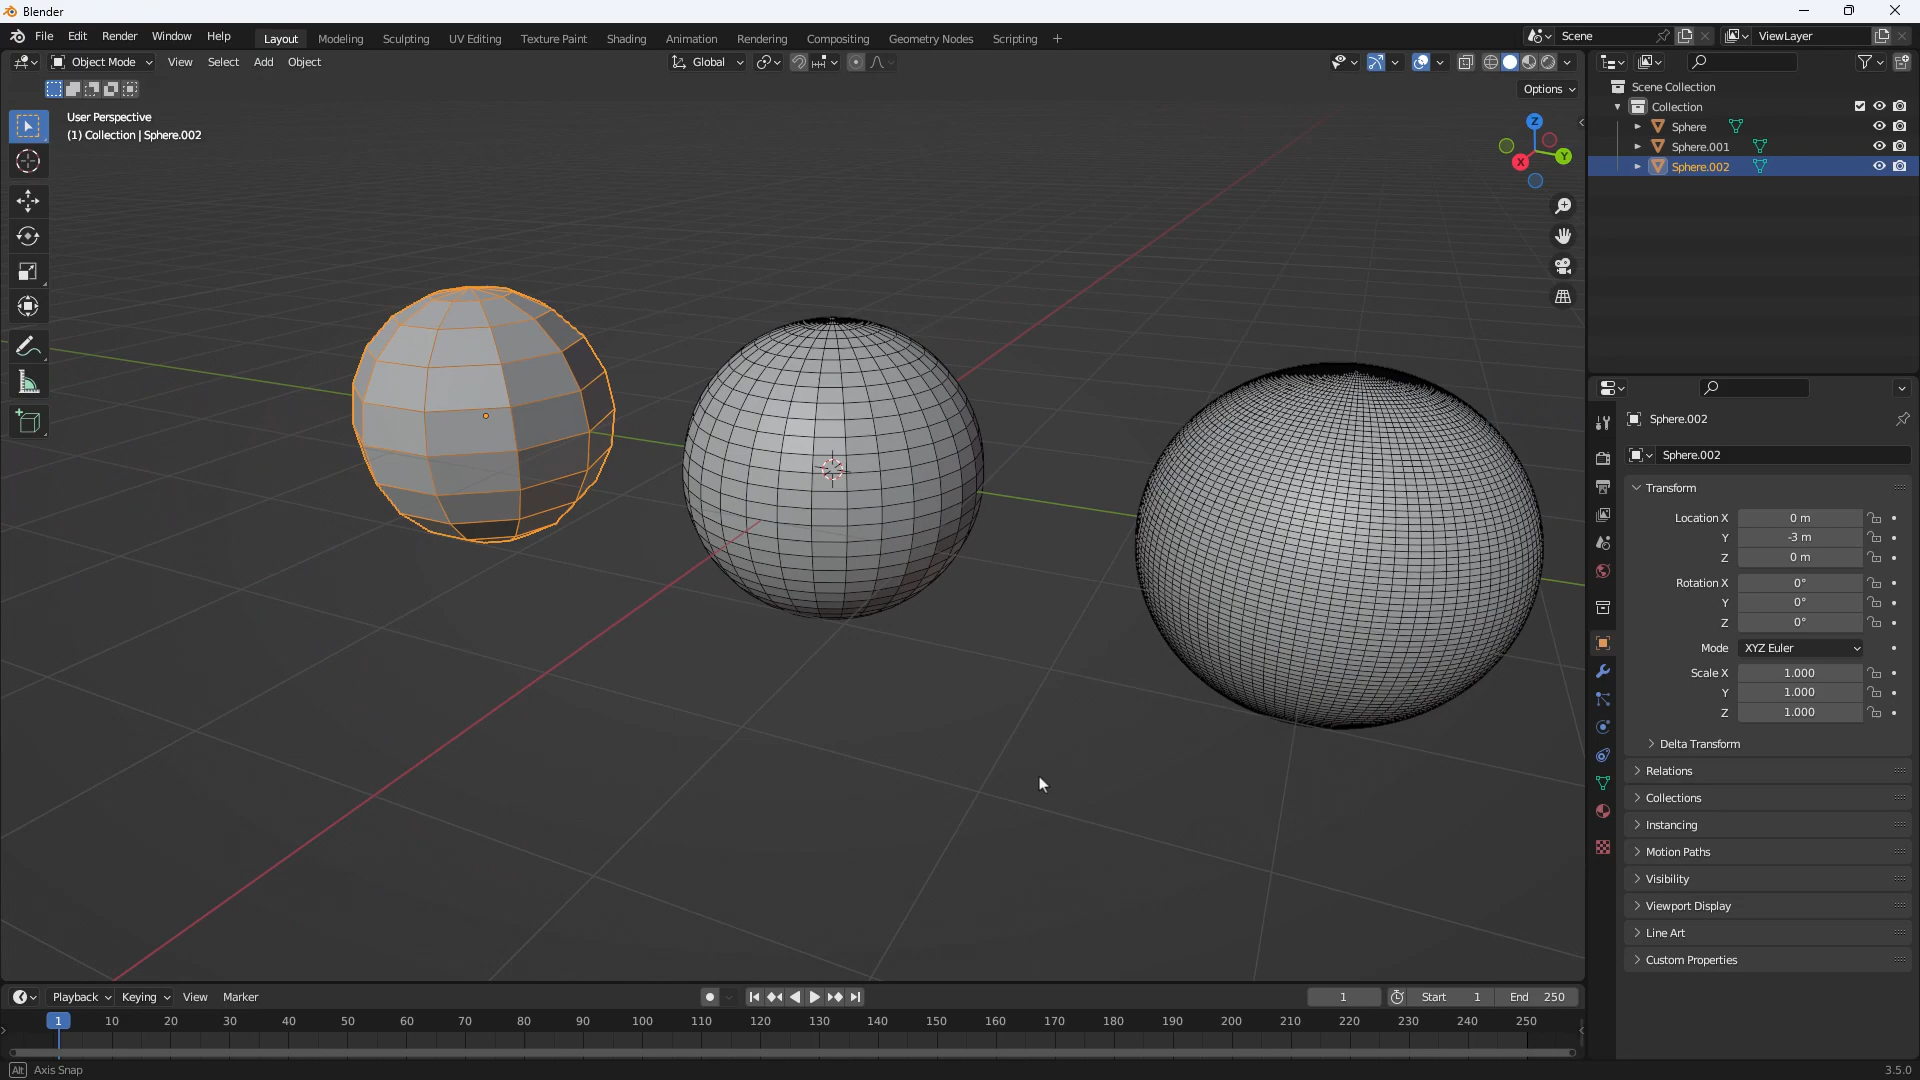 Blender
File Edit Render Window Help Layout Modeling Sculpting UV Editing Texture Paint Shading Animation Rendering Compositing Geometry Nodes Scripting + Scene ViewLayer
Object Mode View Select Add Object Global
Options
User Perspective
(1) Collection | Sphere.002
Z
Y
X
Scene Collection
Collection
Sphere
Sphere.001
Sphere.002
Sphere.002
Sphere.002
Transform
Location X 0 m
Y -3 m
Z 0 m
Rotation X 0°
Y 0°
Z 0°
Mode XYZ Euler
Scale X 1.000
Y 1.000
Z 1.000
Delta Transform
Relations
Collections
Instancing
Motion Paths
Visibility
Viewport Display
Line Art
Custom Properties
Playback Keying View Marker 1 Start 1 End 250
1 10 20 30 40 50 60 70 80 90 100 110 120 130 140 150 160 170 180 190 200 210 220 230 240 250
Alt Axis Snap 3.5.0